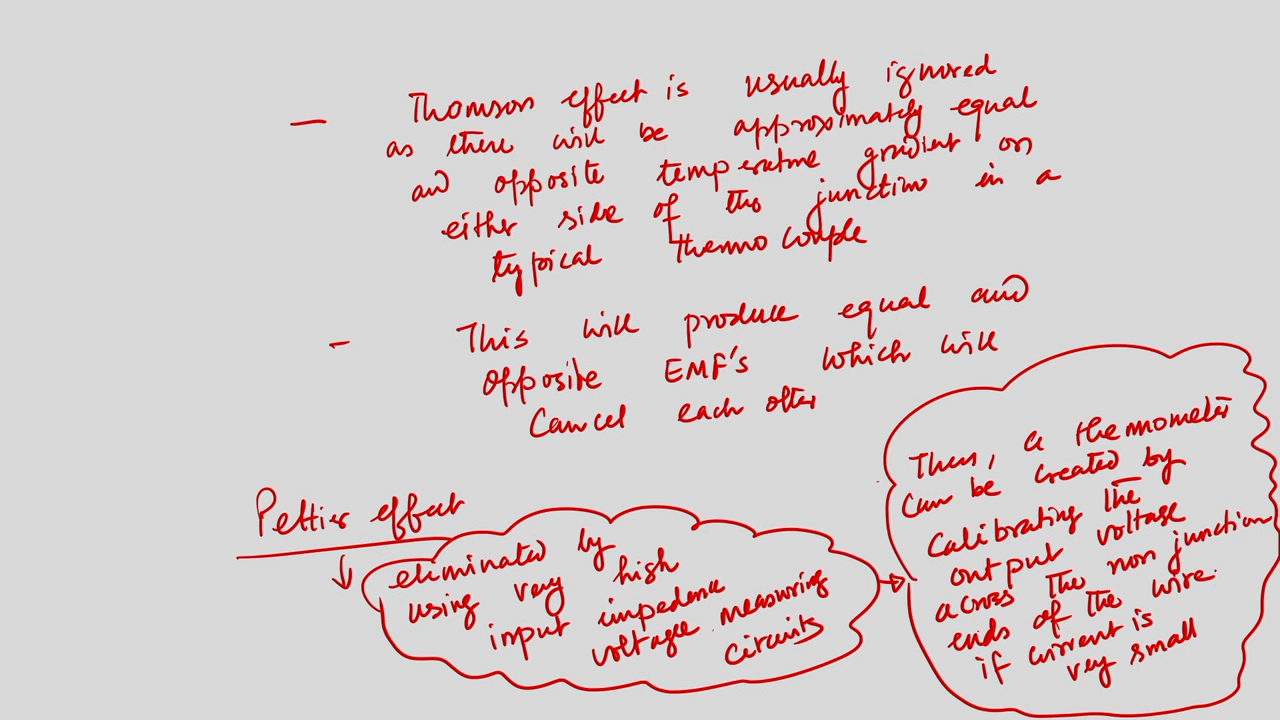 — Thomson effect is usually ignored
as there will be approximately equal
and opposite temperature gradient on
either side of the junction in a
typical thermocouple
- This will produce equal and
opposite EMF's which will
Cancel each other
Peltier effect
eliminated by
using very high
input impedence
voltage measuring
circuits
Then, a thermometer
can be created by
Calibrating the
output voltage
across the non junction
ends of the wire.
if current is
very small